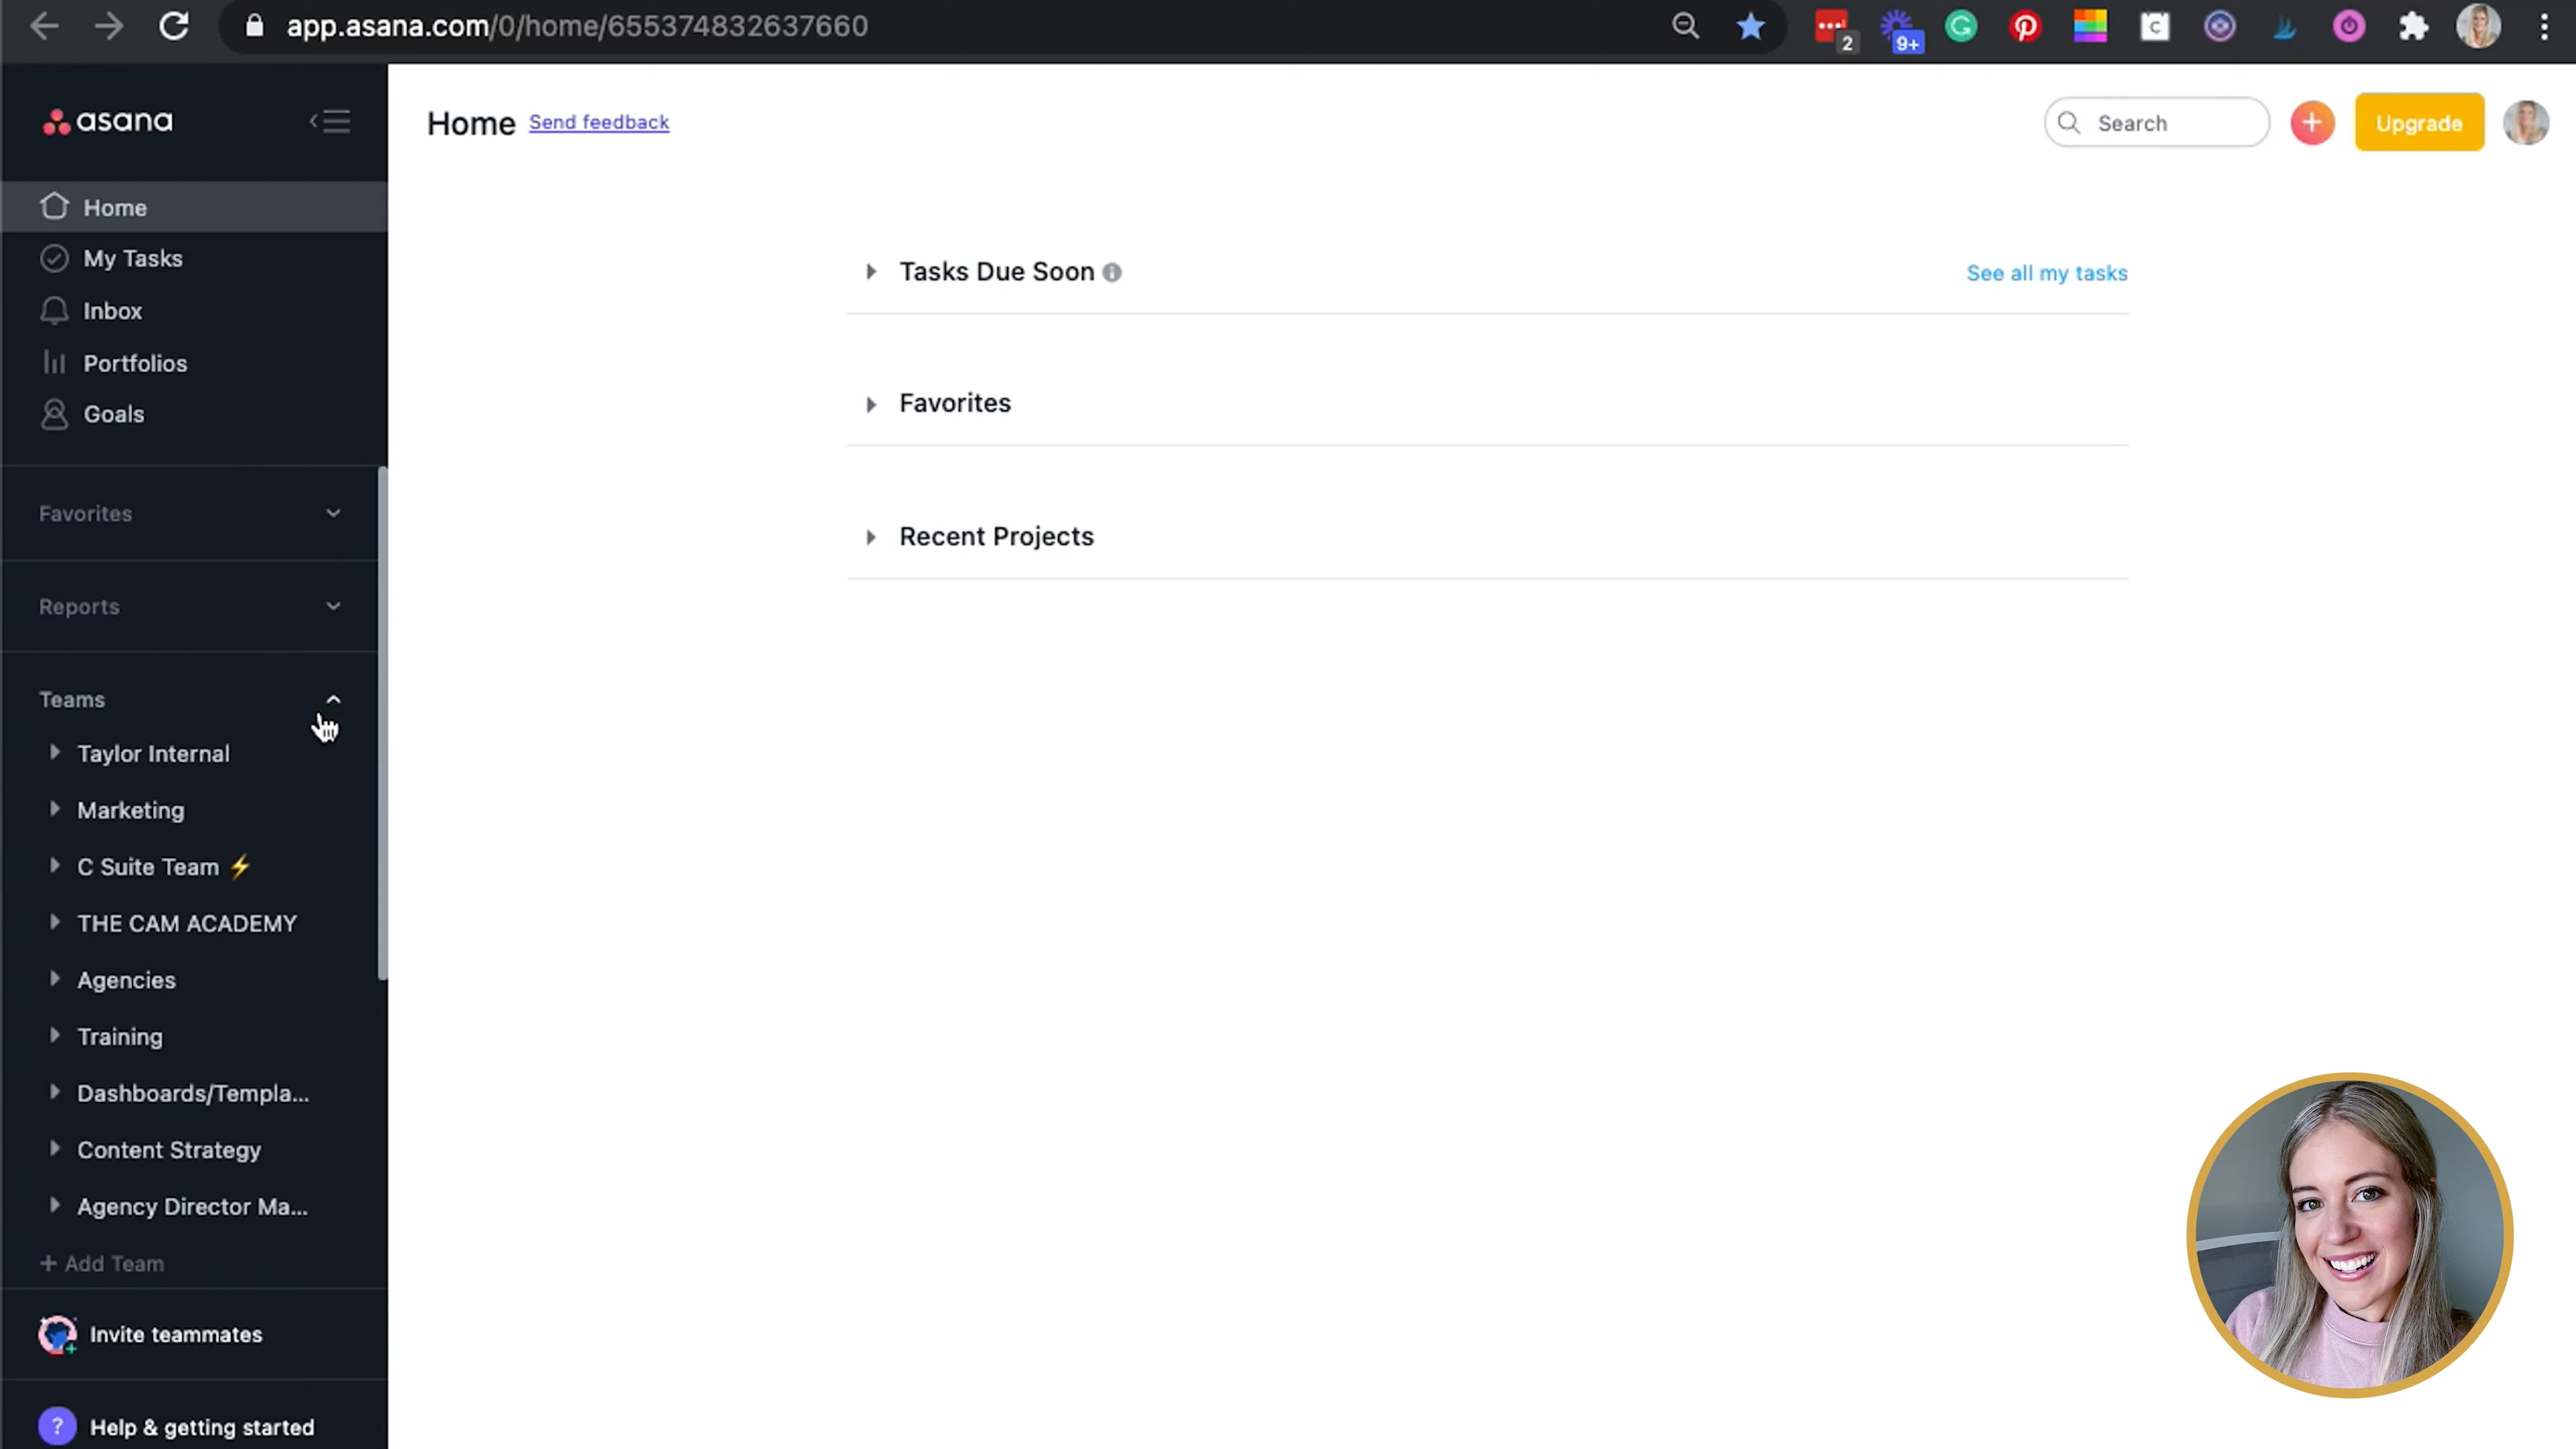 app.asana.com/0/home/655374832637660
2
9+
asana
Home
Send feedback
Search
Upgrade
Home
My Tasks
Inbox
Portfolios
Goals
Favorites
Reports
Teams
Taylor Internal
Marketing
C Suite Team ⚡
THE CAM ACADEMY
Agencies
Training
Dashboards/Templa...
Content Strategy
Agency Director Ma...
+ Add Team
Invite teammates
? Help & getting started
Tasks Due Soon
See all my tasks
Favorites
Recent Projects